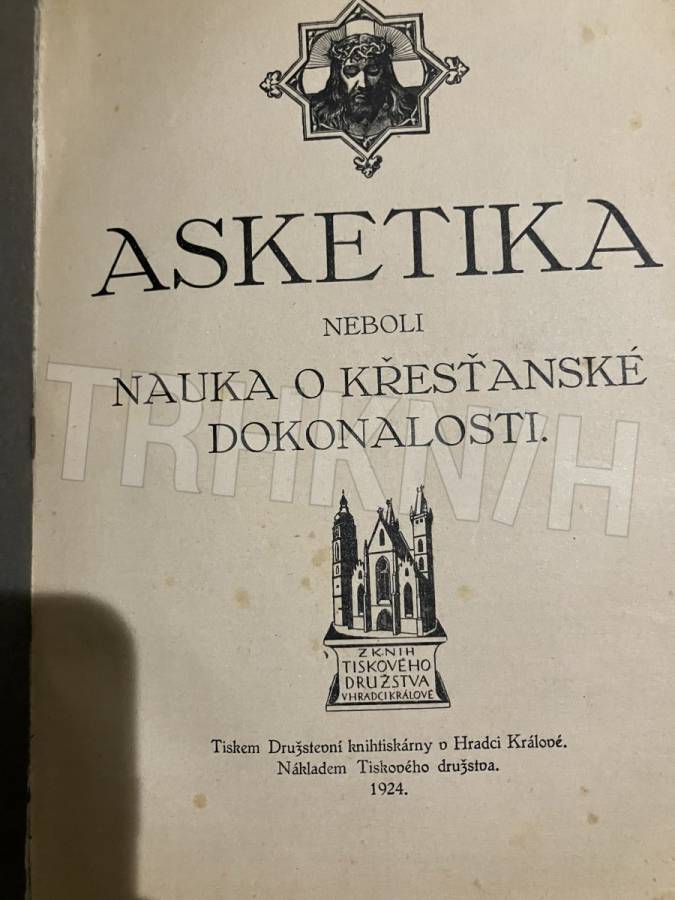 ASKETIKA
NEBOLI
NAUKA O KŘESŤANSKÉ
DOKONALOSTI.
TRHKNIH
Z KNIH
TISKOVÉHO
DRUŽSTVA
V HRADCI KRÁLOVÉ
Tiskem Družstevní knihtiskárny v Hradci Králové.
Nákladem Tiskového družstva.
1924.